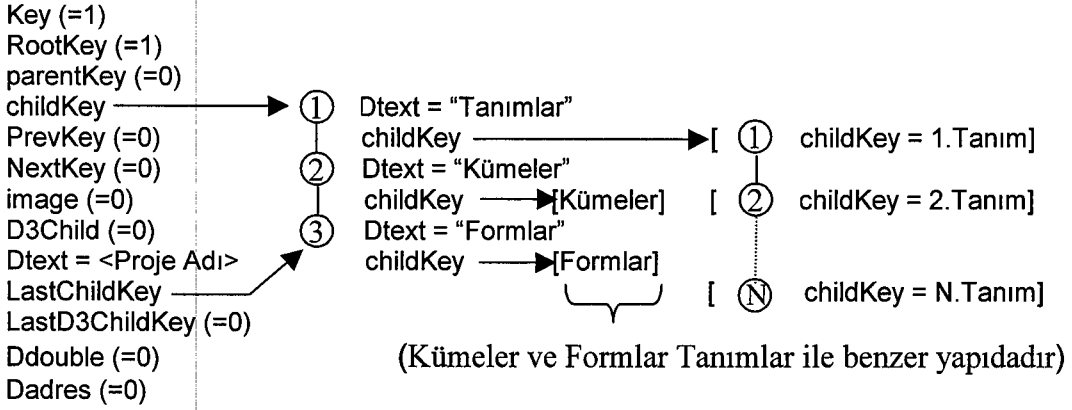 Key (=1)
RootKey (=1)
parentKey (=0)
childKey 1 Dtext = “Tanımlar”
PrevKey (=0) childKey [ 1 childKey = 1.Tanım]
NextKey (=0) 2 Dtext = “Kümeler”
image (=0) childKey [Kümeler] [ 2 childKey = 2.Tanım]
D3Child (=0) 3 Dtext = “Formlar”
Dtext = <Proje Adı> childKey [Formlar]
LastChildKey [ N childKey = N.Tanım]
LastD3ChildKey (=0)
Ddouble (=0) (Kümeler ve Formlar Tanımlar ile benzer yapıdadır)
Dadres (=0)